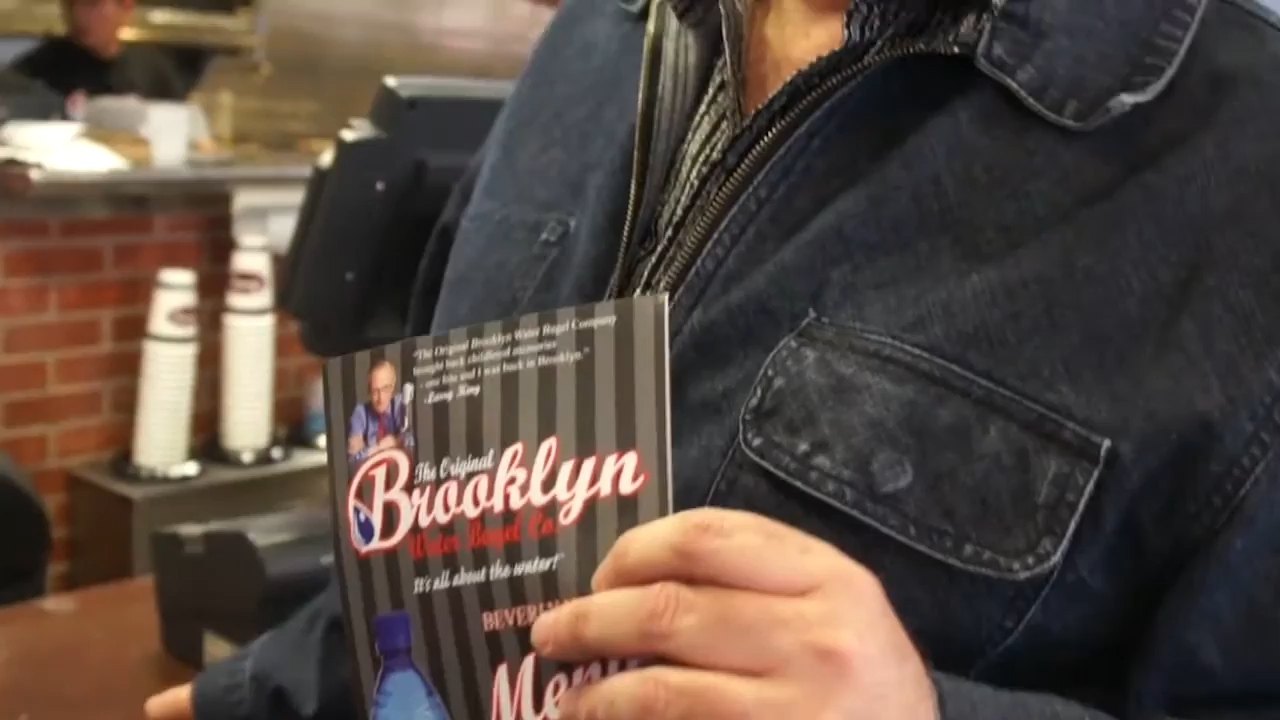 "The Original Brooklyn Water Bagel Company
brought back childhood memories
- one bite and I was back in Brooklyn."
-Larry King
The Original
Brooklyn
Water Bagel Co.
It's all about the water!"
Menu